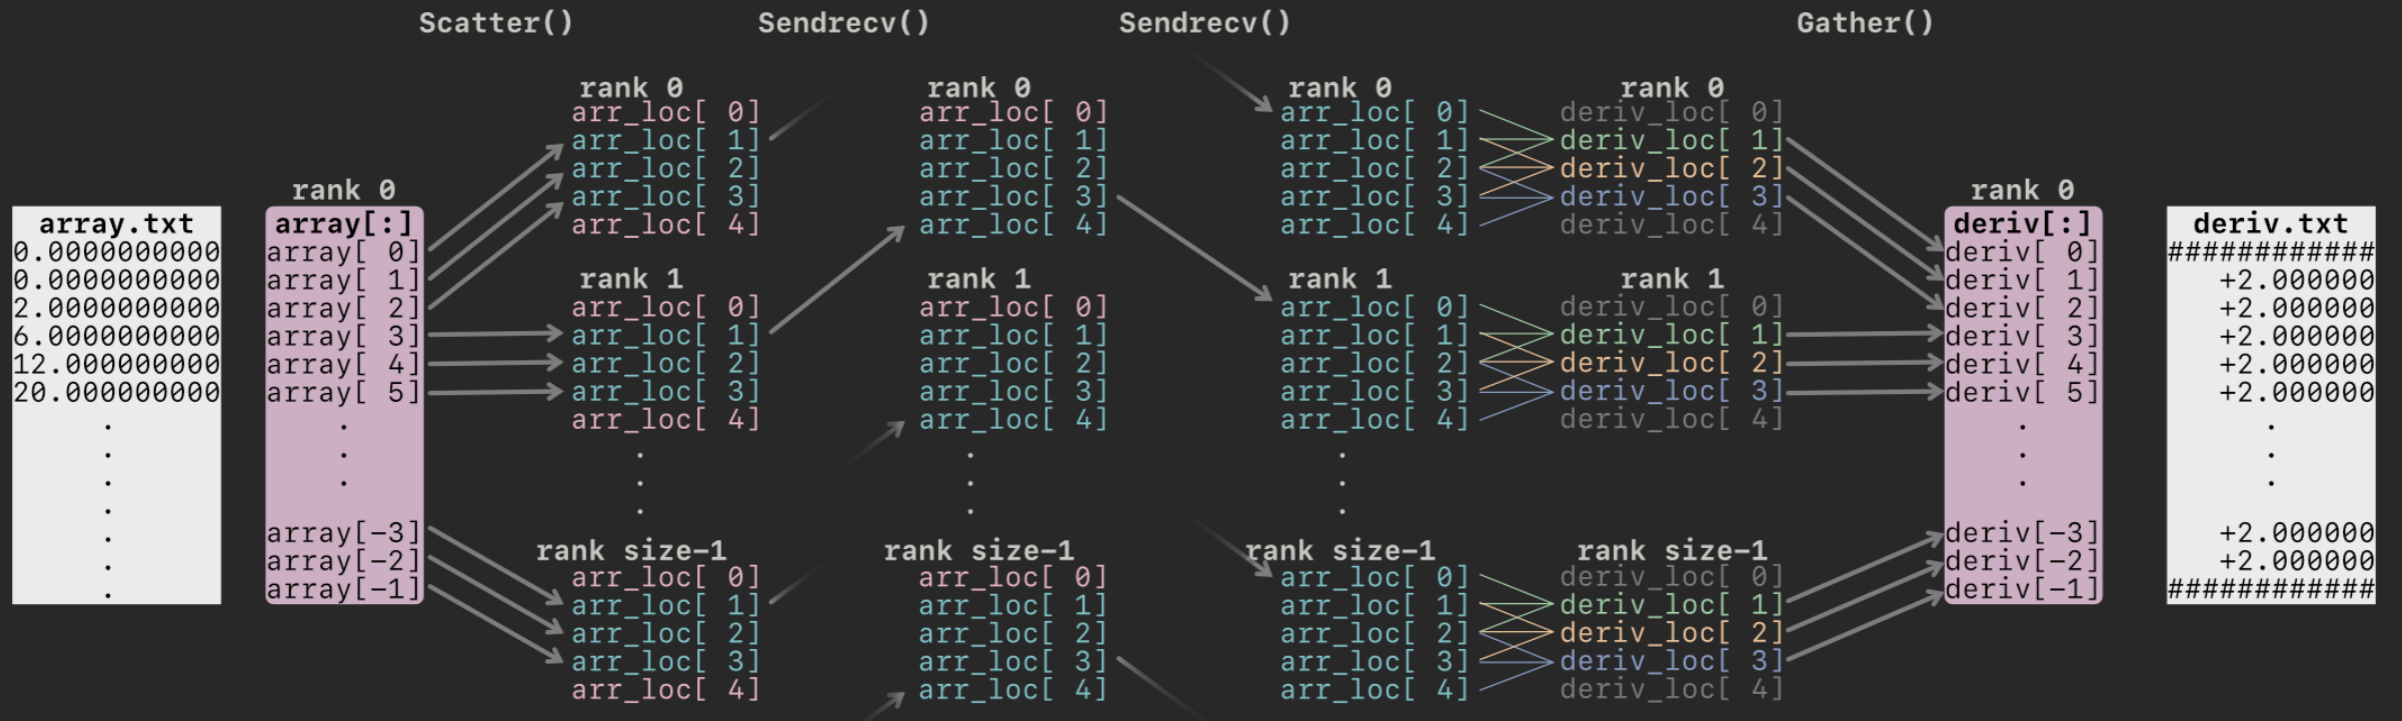 Scatter()
Sendrecv()
Sendrecv()
Gather()
array.txt
0.0000000000
0.0000000000
2.0000000000
6.0000000000
12.000000000
20.000000000
.
.
.
.
.
.
.
rank 0
array[:]
array[ 0]
array[ 1]
array[ 2]
array[ 3]
array[ 4]
array[ 5]
.
.
.
array[-3]
array[-2]
array[-1]
rank 0
arr_loc[ 0]
arr_loc[ 1]
arr_loc[ 2]
arr_loc[ 3]
arr_loc[ 4]
rank 1
arr_loc[ 0]
arr_loc[ 1]
arr_loc[ 2]
arr_loc[ 3]
arr_loc[ 4]
.
.
.
rank size-1
arr_loc[ 0]
arr_loc[ 1]
arr_loc[ 2]
arr_loc[ 3]
arr_loc[ 4]
rank 0
arr_loc[ 0]
arr_loc[ 1]
arr_loc[ 2]
arr_loc[ 3]
arr_loc[ 4]
rank 1
arr_loc[ 0]
arr_loc[ 1]
arr_loc[ 2]
arr_loc[ 3]
arr_loc[ 4]
.
.
.
rank size-1
arr_loc[ 0]
arr_loc[ 1]
arr_loc[ 2]
arr_loc[ 3]
arr_loc[ 4]
rank 0
arr_loc[ 0]
arr_loc[ 1]
arr_loc[ 2]
arr_loc[ 3]
arr_loc[ 4]
rank 1
arr_loc[ 0]
arr_loc[ 1]
arr_loc[ 2]
arr_loc[ 3]
arr_loc[ 4]
.
.
.
rank size-1
arr_loc[ 0]
arr_loc[ 1]
arr_loc[ 2]
arr_loc[ 3]
arr_loc[ 4]
rank 0
deriv_loc[ 0]
deriv_loc[ 1]
deriv_loc[ 2]
deriv_loc[ 3]
deriv_loc[ 4]
rank 1
deriv_loc[ 0]
deriv_loc[ 1]
deriv_loc[ 2]
deriv_loc[ 3]
deriv_loc[ 4]
rank size-1
deriv_loc[ 0]
deriv_loc[ 1]
deriv_loc[ 2]
deriv_loc[ 3]
deriv_loc[ 4]
rank 0
deriv[:]
deriv[ 0]
deriv[ 1]
deriv[ 2]
deriv[ 3]
deriv[ 4]
deriv[ 5]
.
.
.
deriv[-3]
deriv[-2]
deriv[-1]
deriv.txt
############
+2.000000
+2.000000
+2.000000
+2.000000
+2.000000
.
.
.
+2.000000
+2.000000
############